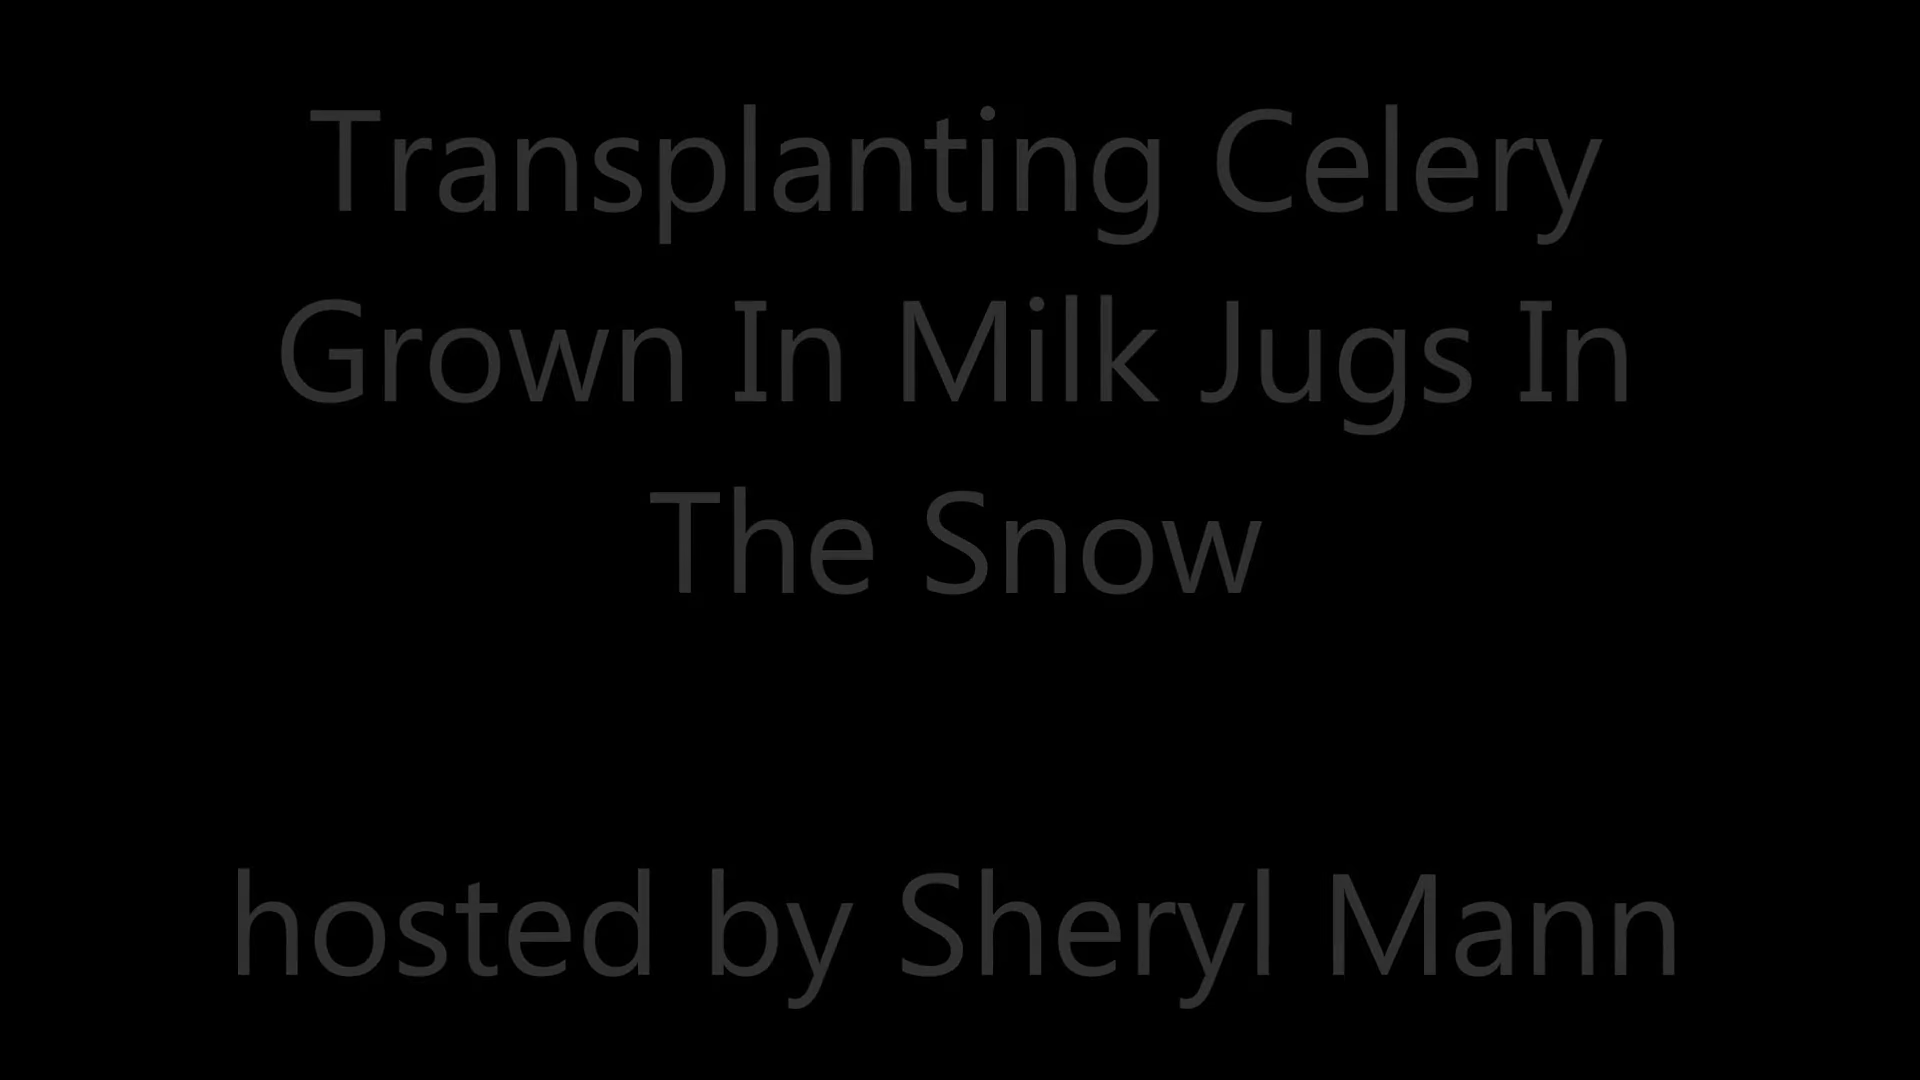 Transplanting Celery
Grown In Milk Jugs In
The Snow
hosted by Sheryl Mann